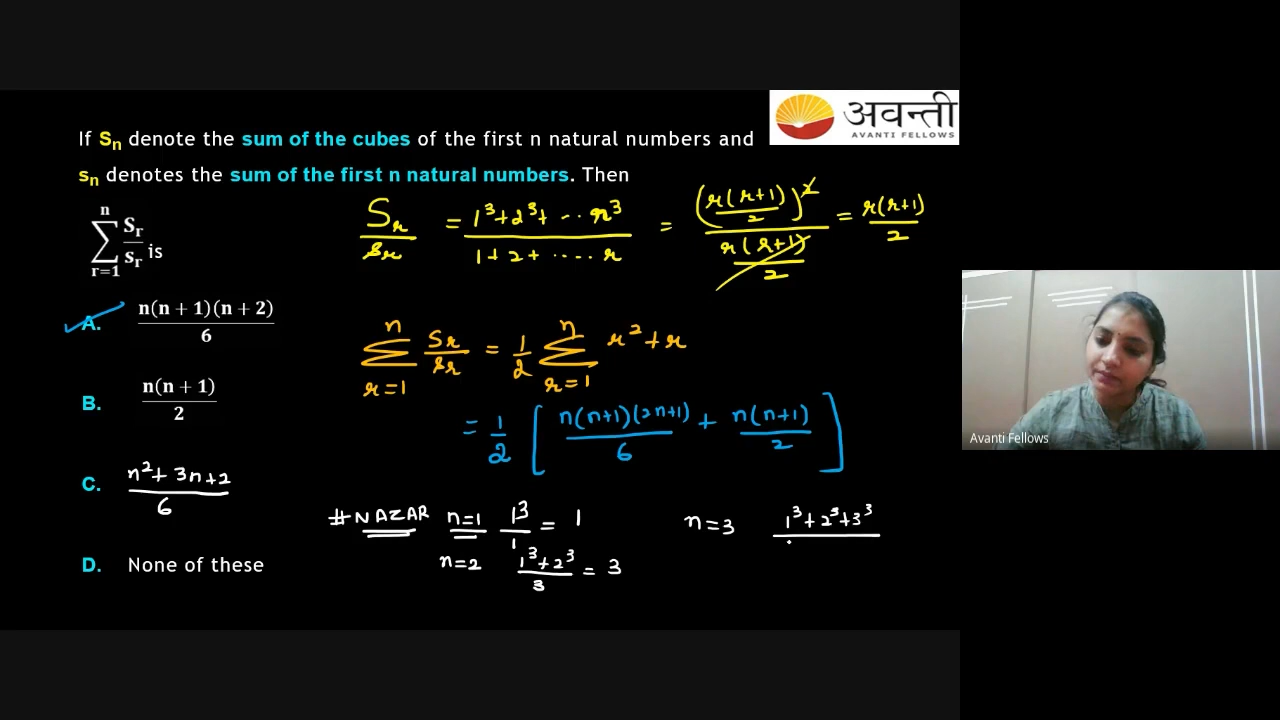 अवन्ती
AVANTI FELLOWS
If Sn denote the sum of the cubes of the first n natural numbers and
sn denotes the sum of the first n natural numbers. Then
n
∑ Sr/sr is
r=1
Sr/sr = 1³+2³+ ·· r³ / 1+2+ ···· r = (r(r+1)/2)² / r(r+1)/2 = r(r+1)/2
A. n(n + 1)(n + 2)/6
n
∑ Sr/sr = 1/2 n∑r=1 r²+r
r=1
B. n(n + 1)/2
= 1/2 [ n(n+1)(2n+1)/6 + n(n+1)/2 ]
C. n²+ 3n+2/6
#NAZAR n=1 1³/1 = 1
n=2 1³+2³/3 = 3
n=3 1³+2³+3³
D. None of these
Avanti Fellows